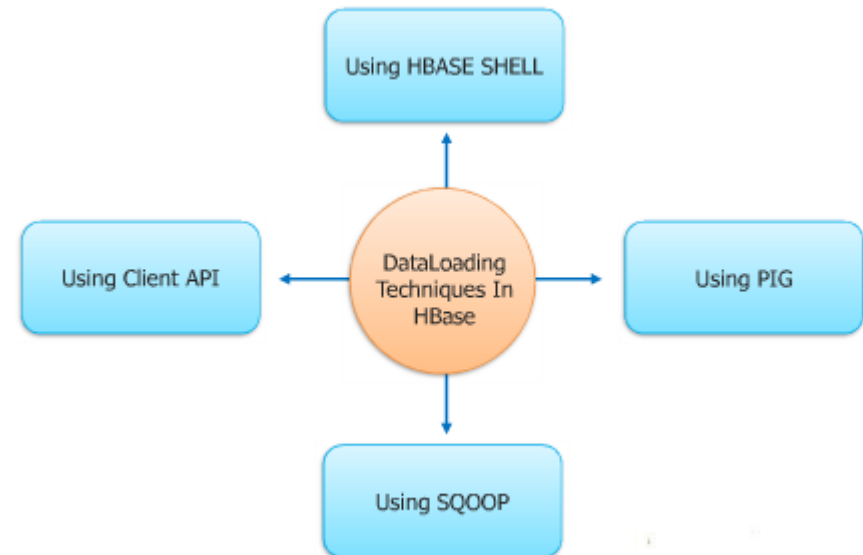 Using HBASE SHELL
Using Client API
DataLoading
Techniques In
HBase
Using PIG
Using SQOOP